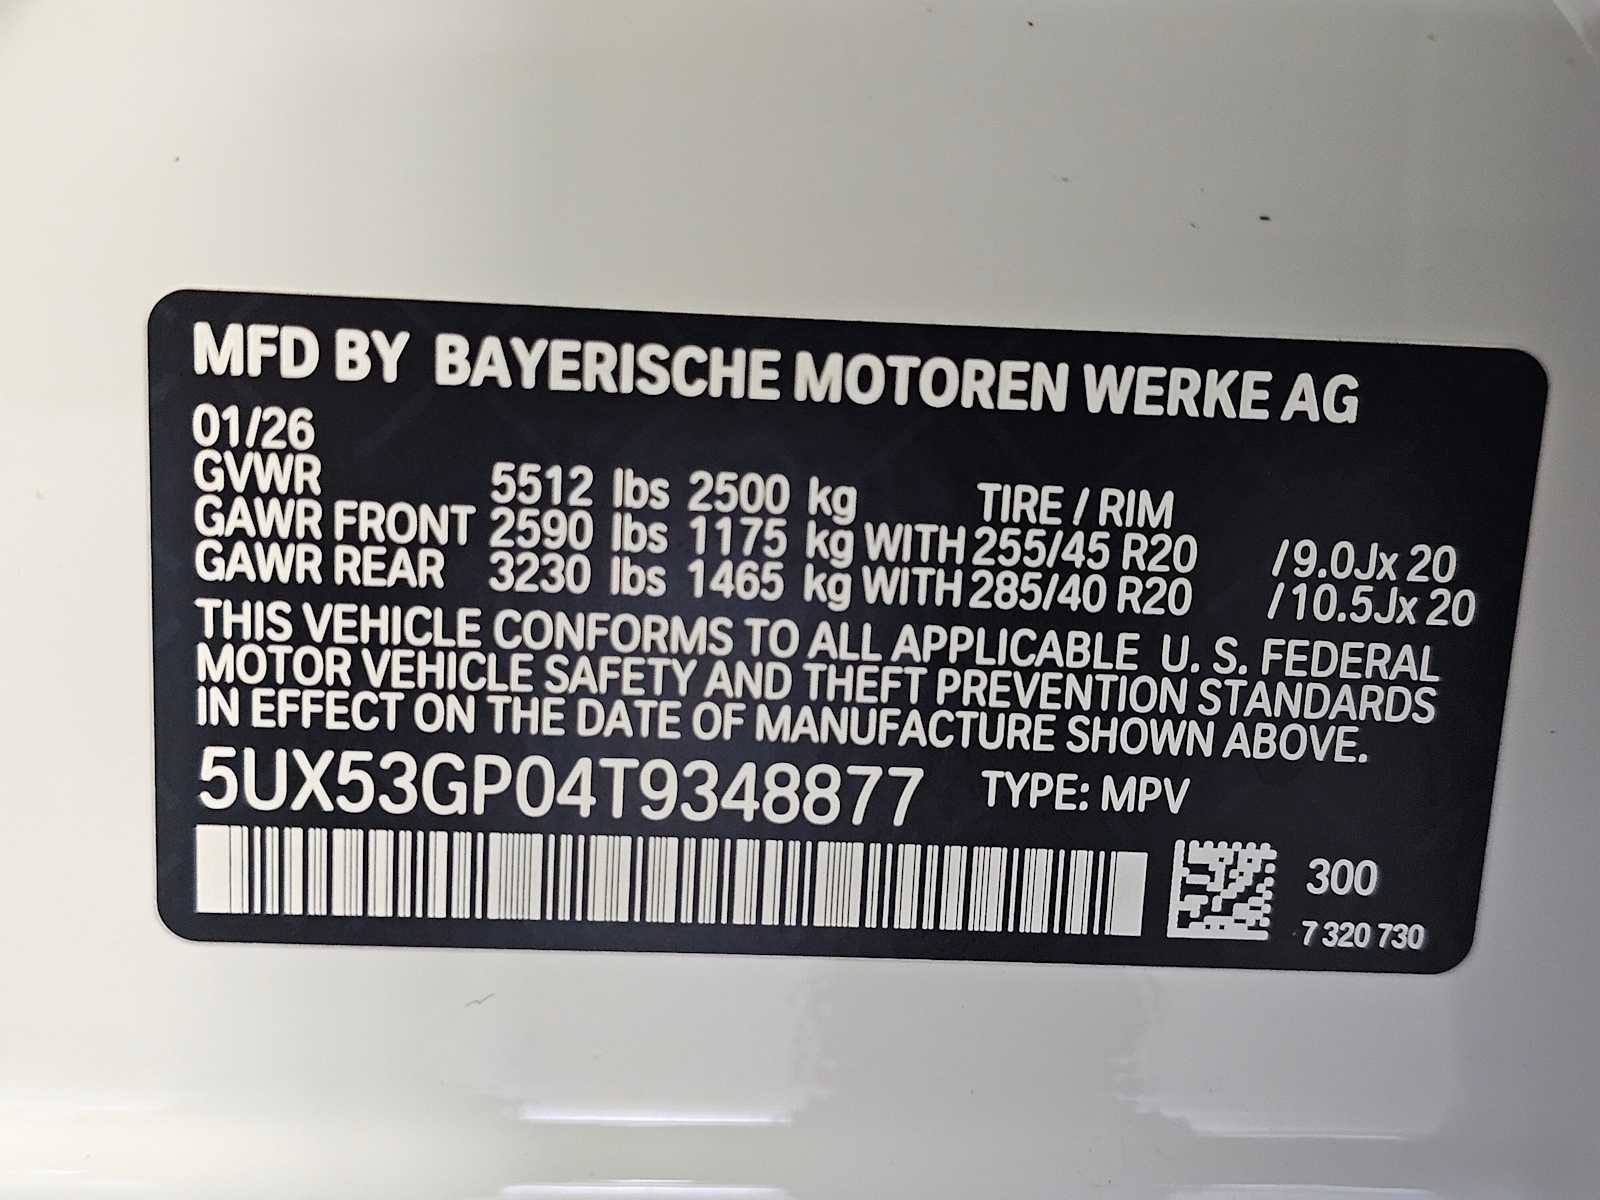 MFD BY BAYERISCHE MOTOREN WERKE AG
01/26
GVWR 5512 lbs 2500 kg TIRE / RIM
GAWR FRONT 2590 lbs 1175 kg WITH 255/45 R20 /9.0Jx 20
GAWR REAR 3230 lbs 1465 kg WITH 285/40 R20 /10.5Jx 20
THIS VEHICLE CONFORMS TO ALL APPLICABLE U. S. FEDERAL
MOTOR VEHICLE SAFETY AND THEFT PREVENTION STANDARDS
IN EFFECT ON THE DATE OF MANUFACTURE SHOWN ABOVE.
5UX53GP04T9348877 TYPE: MPV
300
7 320 730